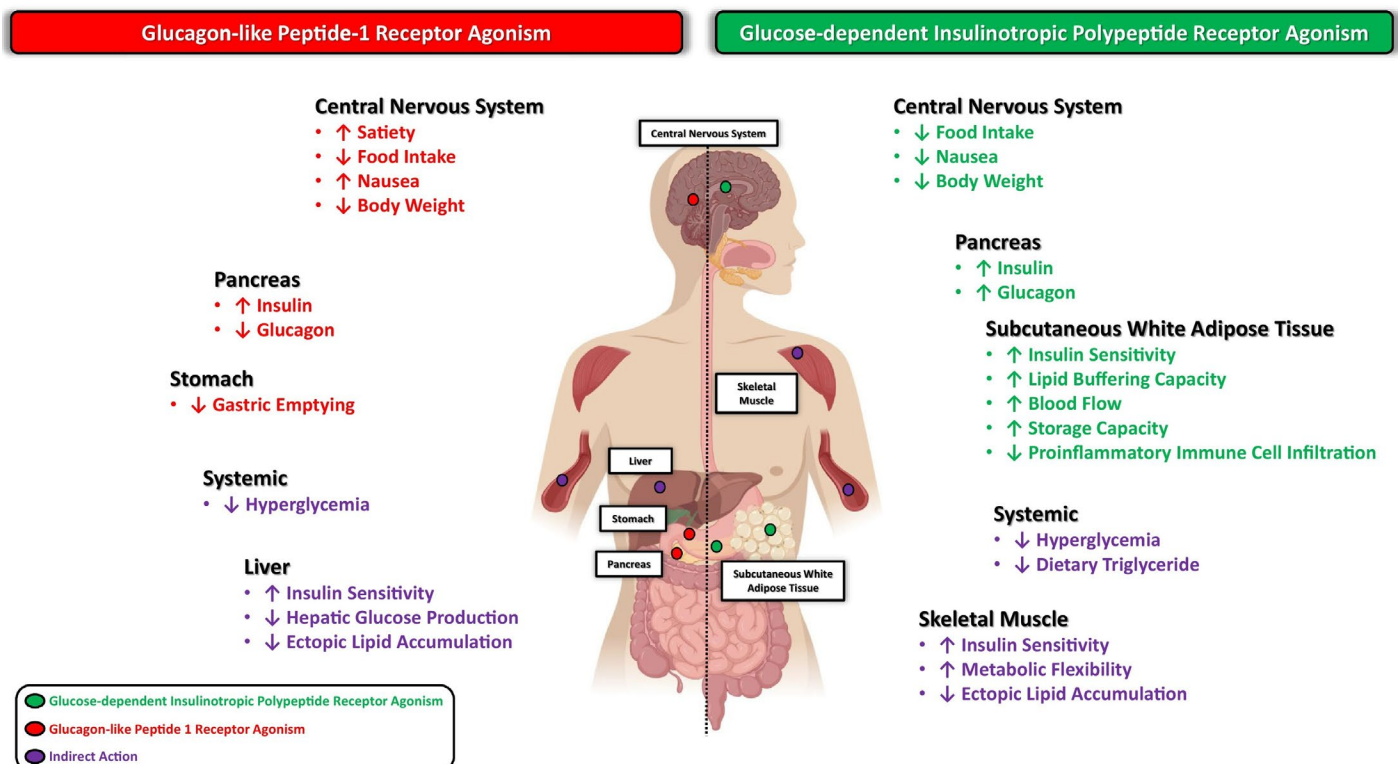 Glucagon-like Peptide-1 Receptor Agonism
Glucose-dependent Insulinotropic Polypeptide Receptor Agonism
Central Nervous System
• ↑ Satiety
• ↓ Food Intake
• ↑ Nausea
• ↓ Body Weight
Pancreas
• ↑ Insulin
• ↓ Glucagon
Stomach
• ↓ Gastric Emptying
Systemic
• ↓ Hyperglycemia
Liver
• ↑ Insulin Sensitivity
• ↓ Hepatic Glucose Production
• ↓ Ectopic Lipid Accumulation
Central Nervous System
Skeletal
Muscle
Liver
Stomach
Pancreas
Subcutaneous White
Adipose Tissue
Central Nervous System
• ↓ Food Intake
• ↓ Nausea
• ↓ Body Weight
Pancreas
• ↑ Insulin
• ↑ Glucagon
Subcutaneous White Adipose Tissue
• ↑ Insulin Sensitivity
• ↑ Lipid Buffering Capacity
• ↑ Blood Flow
• ↑ Storage Capacity
• ↓ Proinflammatory Immune Cell Infiltration
Systemic
• ↓ Hyperglycemia
• ↓ Dietary Triglyceride
Skeletal Muscle
• ↑ Insulin Sensitivity
• ↑ Metabolic Flexibility
• ↓ Ectopic Lipid Accumulation
Glucose-dependent Insulinotropic Polypeptide Receptor Agonism
Glucagon-like Peptide 1 Receptor Agonism
Indirect Action